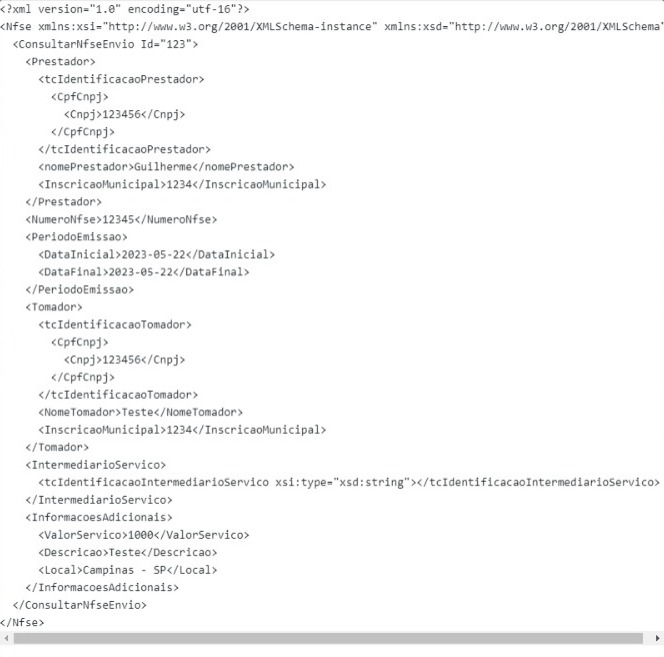 <?xml version="1.0" encoding="utf-16"?>
<Nfse xmlns:xsi="http://www.w3.org/2001/XMLSchema-instance" xmlns:xsd="http://www.w3.org/2001/XMLSchema"
<ConsultarNfseEnvio Id="123">
<Prestador>
<tcIdentificacaoPrestador>
<CpfCnpj>
<Cnpj>123456</Cnpj>
</CpfCnpj>
</tcIdentificacaoPrestador>
<nomePrestador>Guilherme</nomePrestador>
<InscricaoMunicipal>1234</InscricaoMunicipal>
</Prestador>
<NumeroNfse>12345</NumeroNfse>
<PeriodoEmissao>
<DataInicial>2023-05-22</DataInicial>
<DataFinal>2023-05-22</DataFinal>
</PeriodoEmissao>
<Tomador>
<tcIdentificacaoTomador>
<CpfCnpj>
<Cnpj>123456</Cnpj>
</CpfCnpj>
</tcIdentificacaoTomador>
<NomeTomador>Teste</NomeTomador>
<InscricaoMunicipal>1234</InscricaoMunicipal>
</Tomador>
<IntermediarioServico>
<tcIdentificacaoIntermediarioServico xsi:type="xsd:string"></tcIdentificacaoIntermediarioServico>
</IntermediarioServico>
<InformacoesAdicionais>
<ValorServico>1000</ValorServico>
<Descricao>Teste</Descricao>
<Local>Campinas - SP</Local>
</InformacoesAdicionais>
</ConsultarNfseEnvio>
</Nfse>